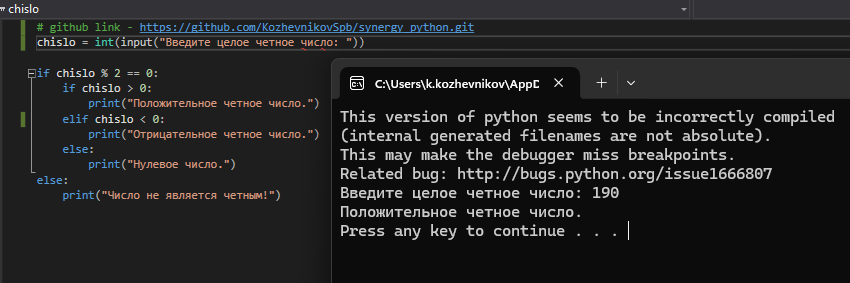 chislo
# github link - https://github.com/KozhevnikovSpb/synergy_python.git
chislo = int(input("Введите целое четное число: "))
if chislo % 2 == 0:
if chislo > 0:
print("Положительное четное число.")
elif chislo < 0:
print("Отрицательное четное число.")
else:
print("Нулевое число.")
else:
print("Число не является четным!")
C:\Users\k.kozhevnikov\AppD
This version of python seems to be incorrectly compiled
(internal generated filenames are not absolute).
This may make the debugger miss breakpoints.
Related bug: http://bugs.python.org/issue1666807
Введите целое четное число: 190
Положительное четное число.
Press any key to continue . . .